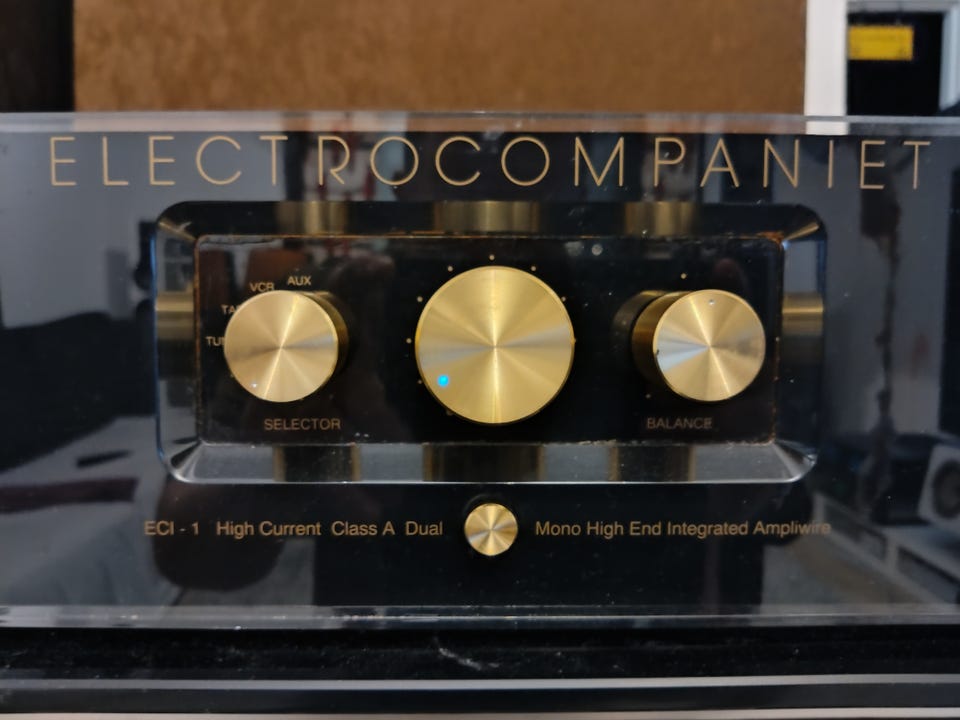 ELECTROCOMPANIET
VCR AUX
SELECTOR
BALANCE
ECI - 1 High Current Class A Dual Mono High End Integrated Ampliwire